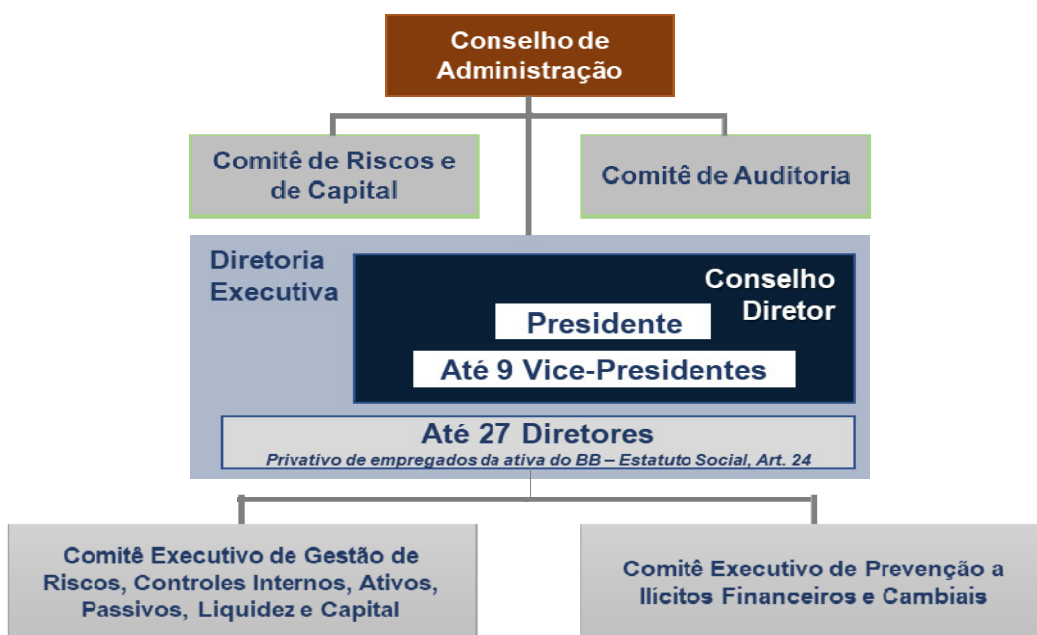 Conselho de
Administração
Comitê de Riscos e
de Capital
Comitê de Auditoria
Diretoria
Executiva
Conselho
Diretor
Presidente
Até 9 Vice-Presidentes
Até 27 Diretores
Privativo de empregados da ativa do BB – Estatuto Social, Art. 24
Comitê Executivo de Gestão de
Riscos, Controles Internos, Ativos,
Passivos, Liquidez e Capital
Comitê Executivo de Prevenção a
Ilícitos Financeiros e Cambiais